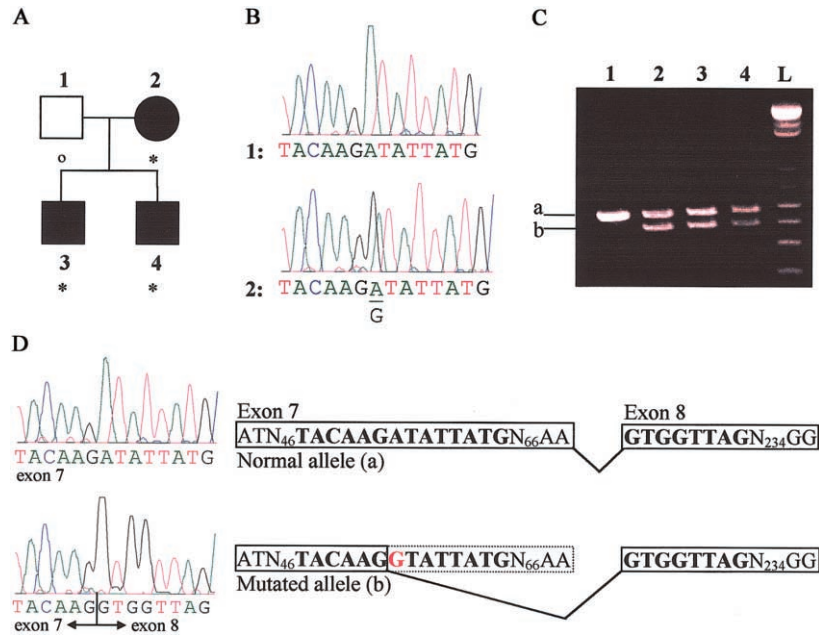 A
1 2
o *
3 4
* *
B
1: TACAAGATATTATG
2: TACAAGATATTATG
G
C
1 2 3 4 L
a
b
D
TACAAGATATTATG
exon 7
Exon 7 Exon 8
ATN46TACAAGATATTATGN66AA GTGGTTAGN234GG
Normal allele (a)
TACAAGGTGGTTAG
exon 7 exon 8
ATN46TACAAGGTATTATGN66AA GTGGTTAGN234GG
Mutated allele (b)